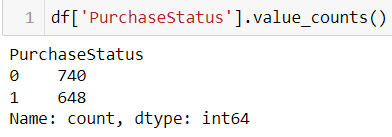 1 df['PurchaseStatus'].value_counts()
PurchaseStatus
0    740
1    648
Name: count, dtype: int64